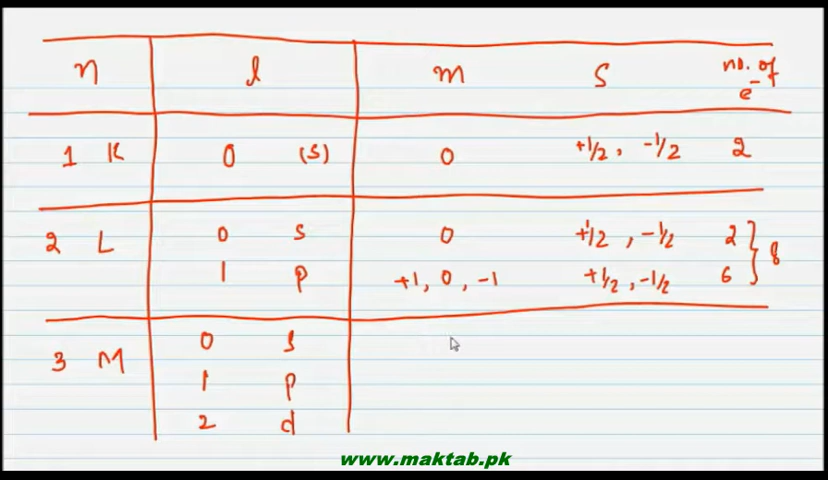 n l m s no. of e⁻
1 K 0 (s) 0 +1/2, -1/2 2
2 L 0 s 0 +1/2, -1/2 2
1 p +1, 0, -1 +1/2, -1/2 6 } 8
3 M 0 s
1 p
2 d
www.maktab.pk